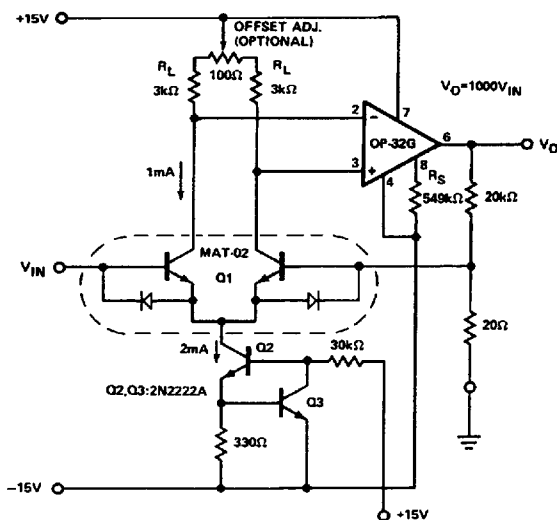 +15V
OFFSET ADJ.
(OPTIONAL)
RL
3kΩ
100Ω
RL
3kΩ
VO=1000VIN
2
−
7
OP-32G
6
VO
3
+
4
8
RS
549kΩ
20kΩ
1mA
MAT-02
Q1
VIN
20Ω
2mA
Q2
30kΩ
Q2,Q3:2N2222A
Q3
330Ω
−15V
+15V